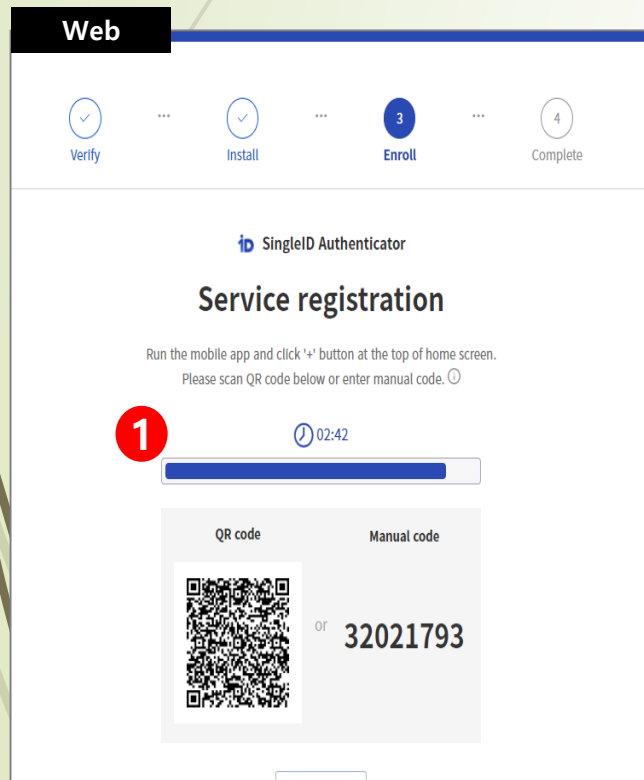 Web
3
4
Verify
Install
Enroll
Complete
iD SingleID Authenticator
Service registration
Run the mobile app and click '+' button at the top of home screen.
Please scan QR code below or enter manual code.
1
02:42
QR code
Manual code
or
32021793